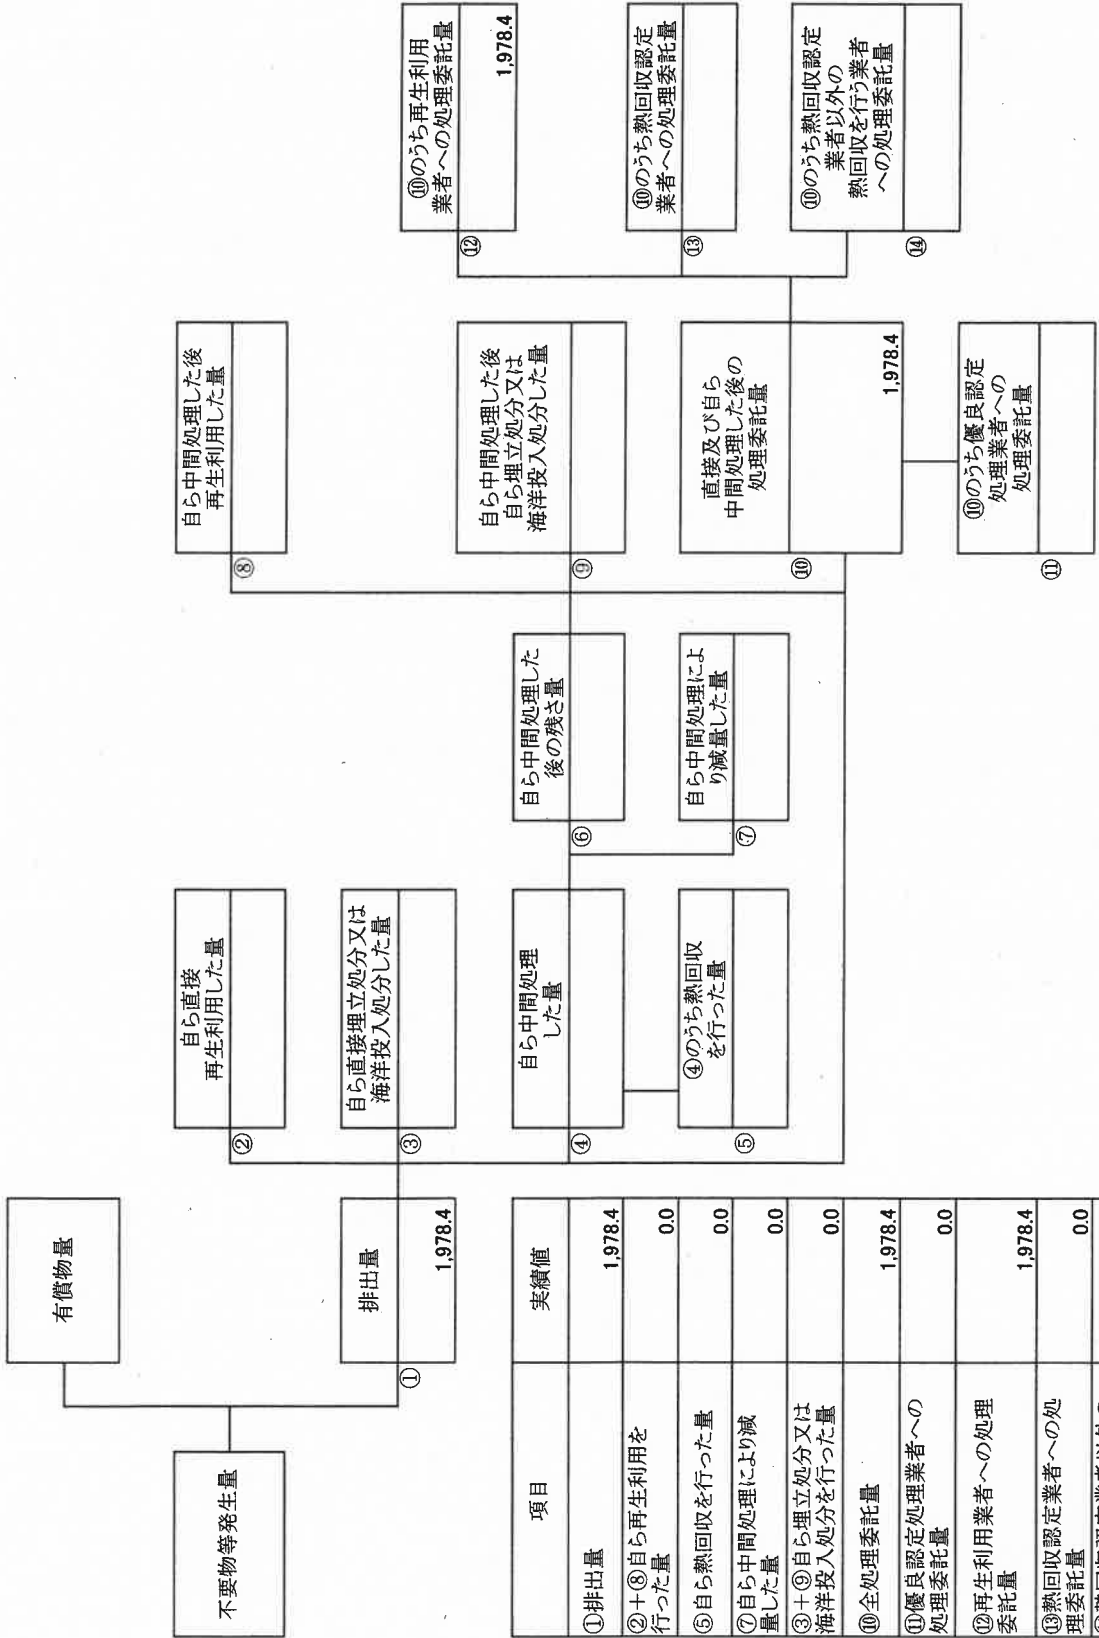 不要物等発生量
有償物量
排出量
①
1,978.4
自ら直接
再生利用した量
②
自ら直接埋立処分又は
海洋投入処分した量
③
自ら中間処理
した量
④
④のうち熱回収
を行った量
⑤
自ら中間処理した
後の残さ量
⑥
自ら中間処理によ
り減量した量
⑦
自ら中間処理した後
再生利用した量
⑧
自ら中間処理した後
自ら埋立処分又は
海洋投入処分した量
⑨
直接及び自ら
中間処理した後の
処理委託量
⑩
1,978.4
⑩のうち優良認定
処理業者への
処理委託量
⑪
⑩のうち再生利用
業者への処理委託量
⑫
1,978.4
⑩のうち熱回収認定
業者への処理委託量
⑬
⑩のうち熱回収認定
業者以外の
熱回収を行う業者
への処理委託量
⑭
項目 実績値
①排出量 1,978.4
②+⑧自ら再生利用を
行った量 0.0
⑤自ら熱回収を行った量 0.0
⑦自ら中間処理により減
量した量 0.0
③+⑨自ら埋立処分又は
海洋投入処分を行った量 0.0
⑩全処理委託量 1,978.4
⑪優良認定処理業者への
処理委託量 0.0
⑫再生利用業者への処理
委託量 1,978.4
⑬熱回収認定業者への処
理委託量 0.0